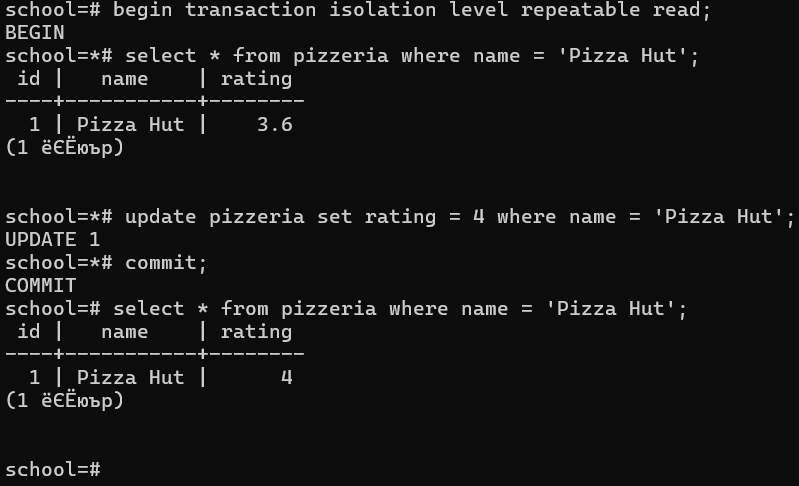 school=# begin transaction isolation level repeatable read;
BEGIN
school=*# select * from pizzeria where name = 'Pizza Hut';
 id |   name    | rating
----+-----------+--------
  1 | Pizza Hut |    3.6
(1 ёЄЁюър)
school=*# update pizzeria set rating = 4 where name = 'Pizza Hut';
UPDATE 1
school=*# commit;
COMMIT
school=# select * from pizzeria where name = 'Pizza Hut';
 id |   name    | rating
----+-----------+--------
  1 | Pizza Hut |      4
(1 ёЄЁюър)
school=#